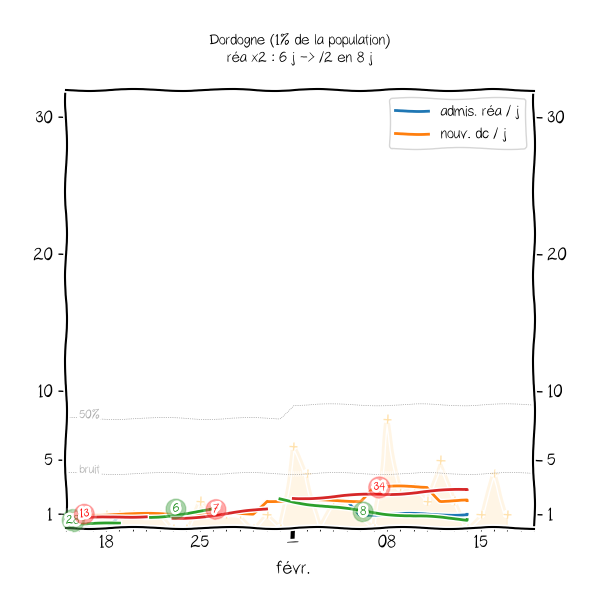 Dordogne (1% de la population)
réa x2 : 6 j -> /2 en 8 j
admis. réa / j
nouv. dc / j
30 30
20 20
10 10
50%
5 5
bruit
34
13 6 7 8
1 1
18 25 1 08 15
févr.